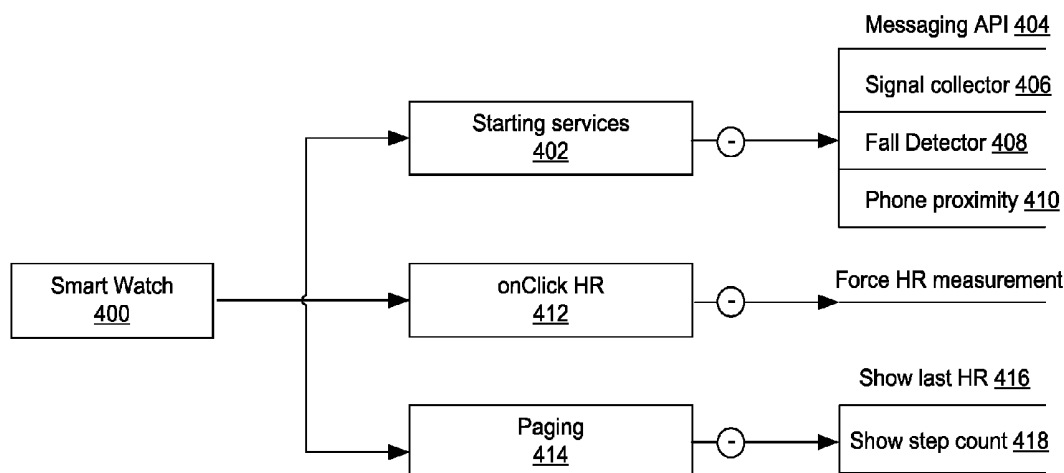 Messaging API 404
Signal collector 406
Starting services
402
Fall Detector 408
Phone proximity 410
Smart Watch
400
onClick HR
412
Force HR measurement
Show last HR 416
Paging
414
Show step count 418